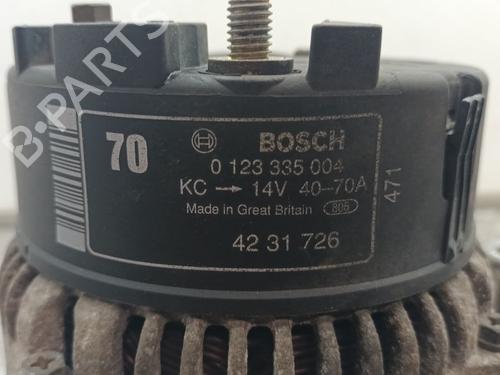 70
BOSCH
0 123 335 004
KC → 14V 40-70A
Made in Great Britain 806
471
42 31 726
B-PARTS